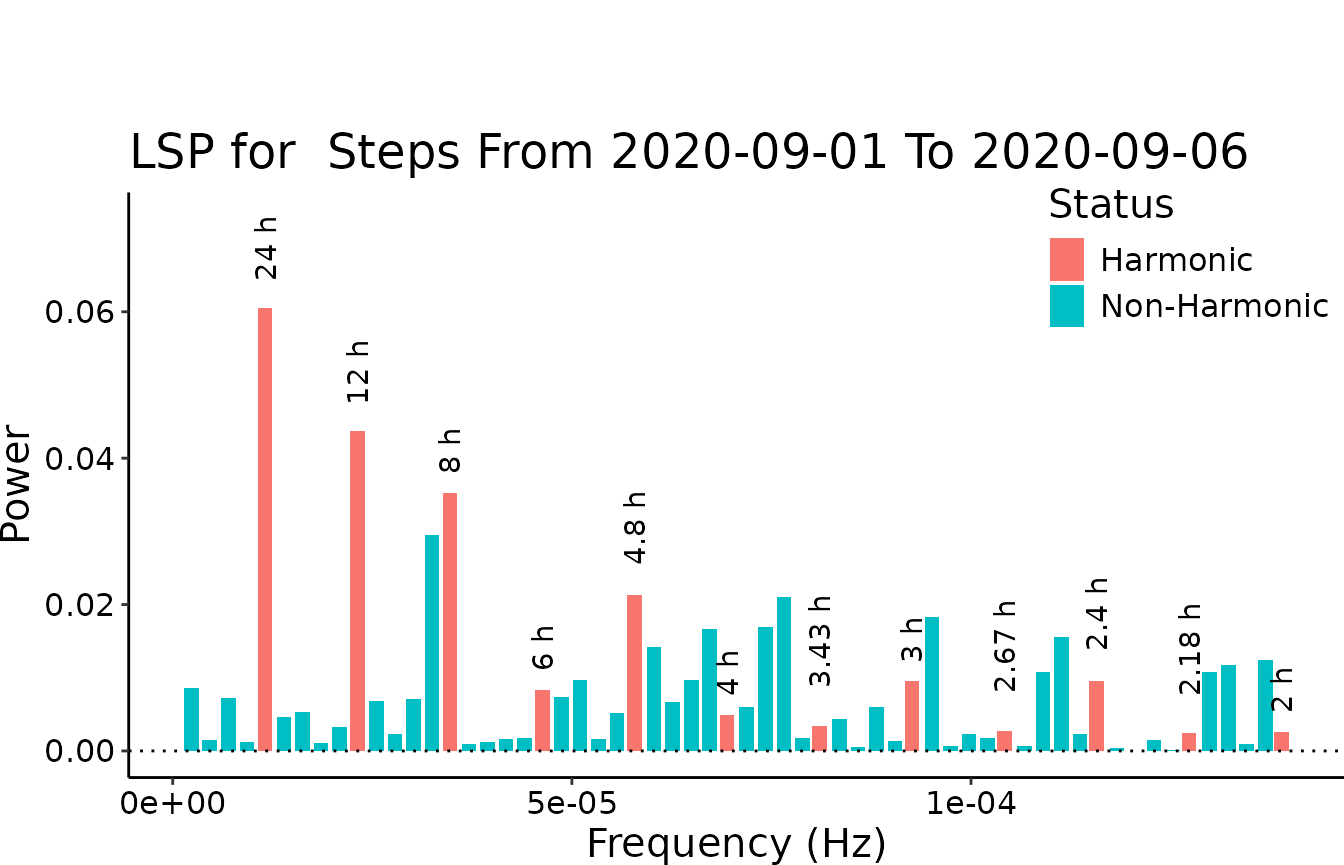 LSP for  Steps From 2020-09-01 To 2020-09-06
Status
Harmonic
Non-Harmonic
Power
0.06
0.04
0.02
0.00
24 h
12 h
8 h
6 h
4.8 h
4 h
3.43 h
3 h
2.67 h
2.4 h
2.18 h
2 h
0e+00
5e-05
1e-04
Frequency (Hz)